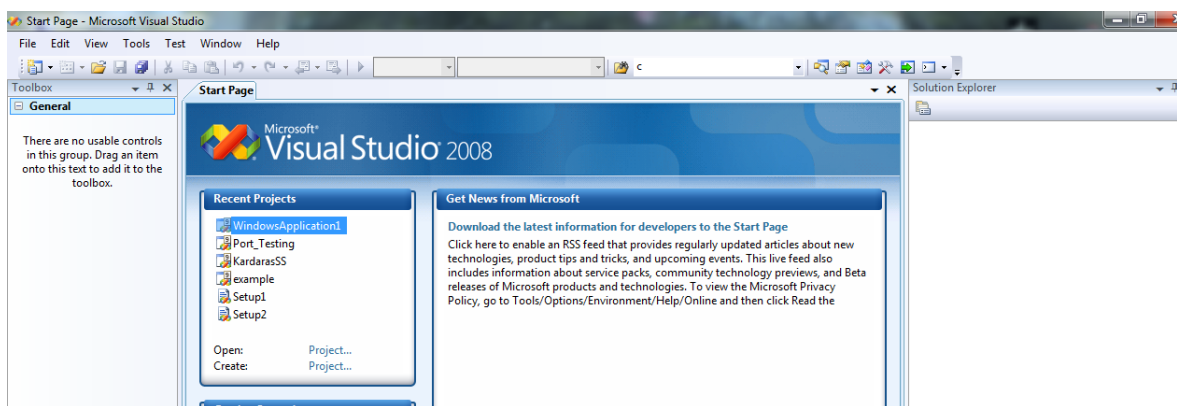 Start Page - Microsoft Visual Studio
File Edit View Tools Test Window Help
c
Toolbox
General
There are no usable controls
in this group. Drag an item
onto this text to add it to the
toolbox.
Start Page
Microsoft®
Visual Studio® 2008
Recent Projects
WindowsApplication1
Port_Testing
KardarasSS
example
Setup1
Setup2
Open: Project...
Create: Project...
Get News from Microsoft
Download the latest information for developers to the Start Page
Click here to enable an RSS feed that provides regularly updated articles about new
technologies, product tips and tricks, and upcoming events. This live feed also
includes information about service packs, community technology previews, and Beta
releases of Microsoft products and technologies. To view the Microsoft Privacy
Policy, go to Tools/Options/Environment/Help/Online and then click Read the
Solution Explorer